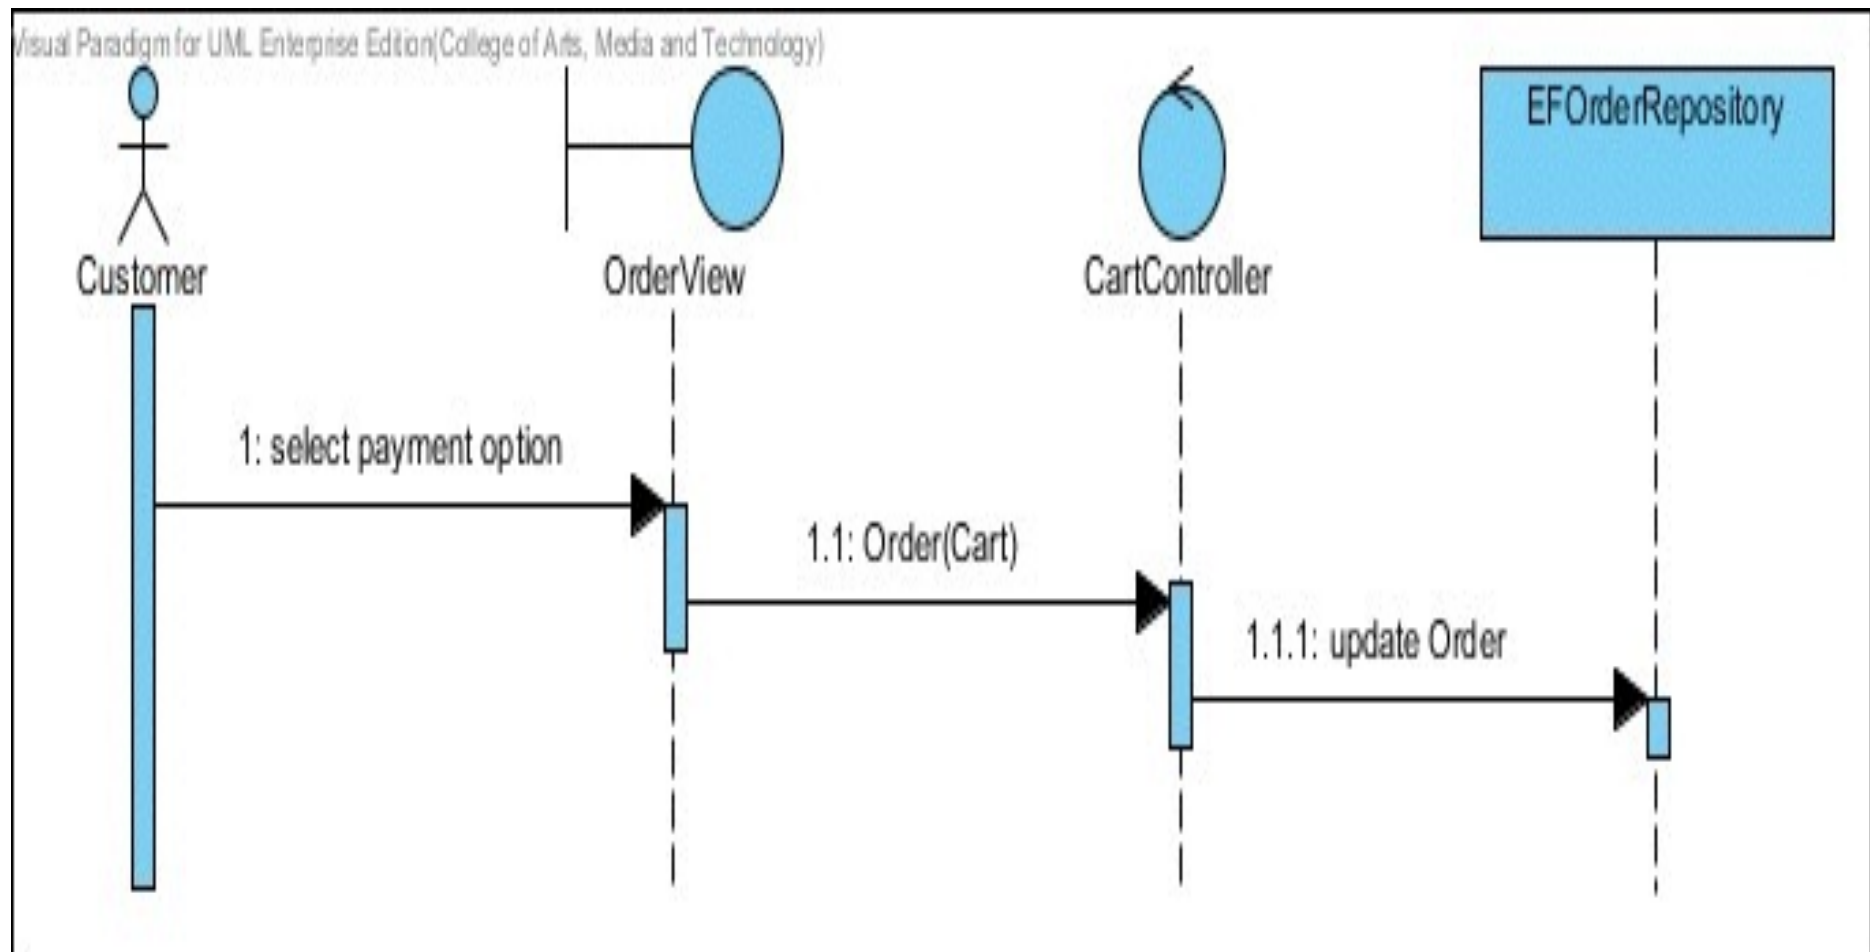 Visual Paradigm for UML Enterprise Edition(College of Arts, Media and Technology)
EFOrderRepository
Customer
OrderView
CartController
1: select payment option
1.1: Order(Cart)
1.1.1: update Order